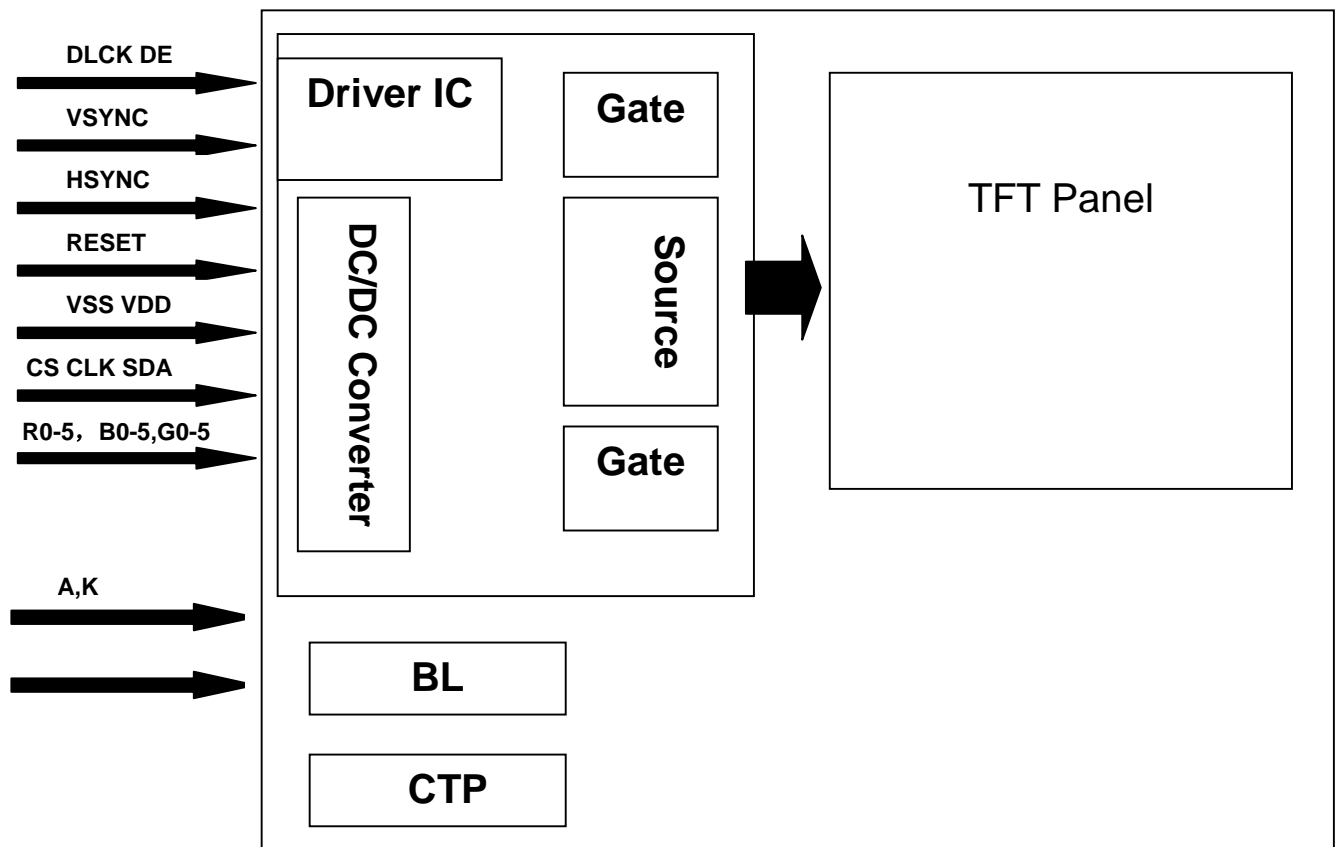 DLCK DE
VSYNC
HSYNC
RESET
VSS VDD
CS CLK SDA
R0-5，B0-5,G0-5
A,K
Driver IC
DC/DC Converter
Gate
Source
Gate
BL
CTP
TFT Panel